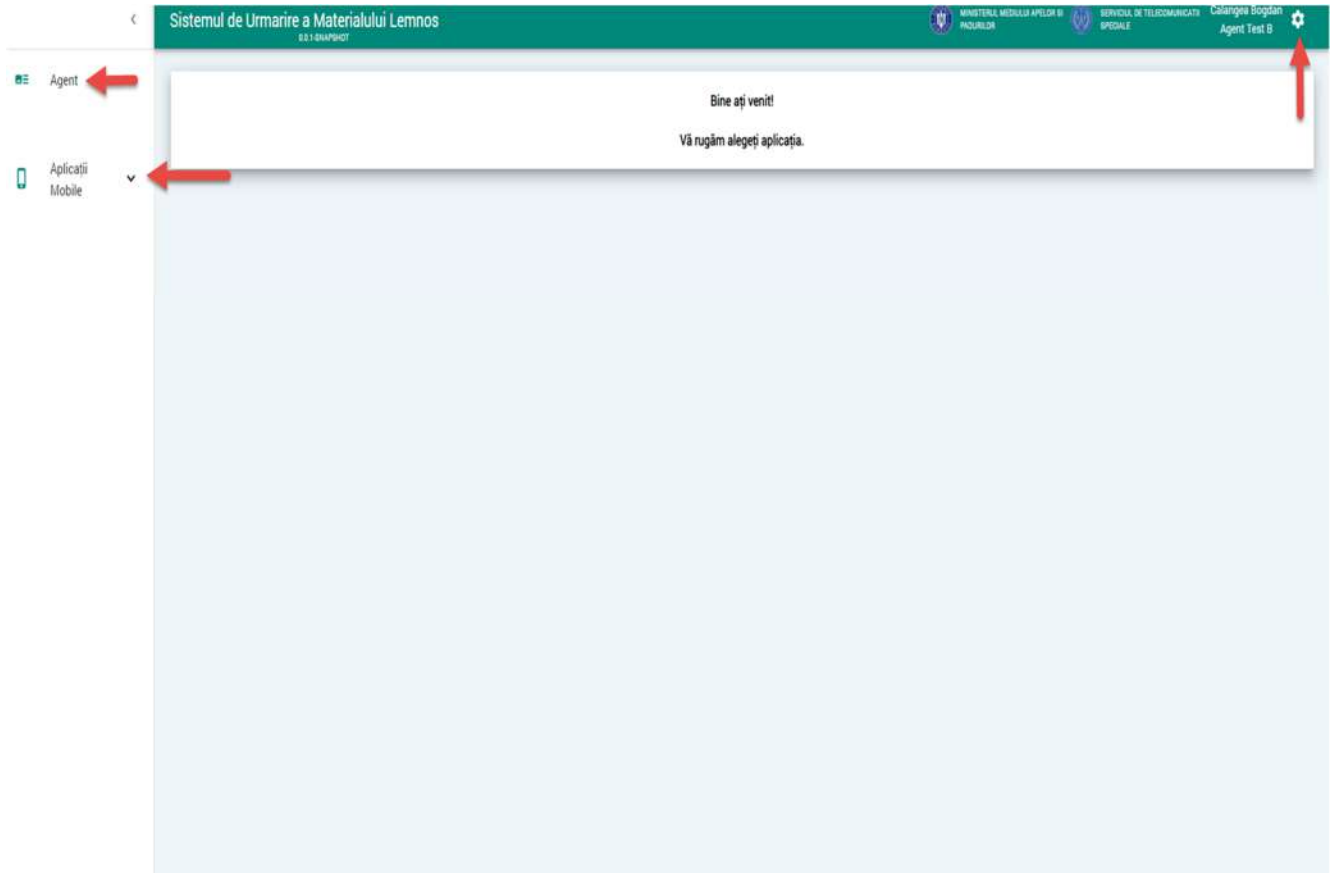 Sistemul de Urmarire a Materialului Lemnos
0.0.1-SNAPSHOT
MINISTERUL MEDIULUI APELOR SI
PADURILOR
SERVICIUL DE TELECOMUNICATII
SPECIALE
Calangea Bogdan
Agent Test B
Agent
Aplicații
Mobile
Bine ați venit!
Vă rugăm alegeți aplicația.